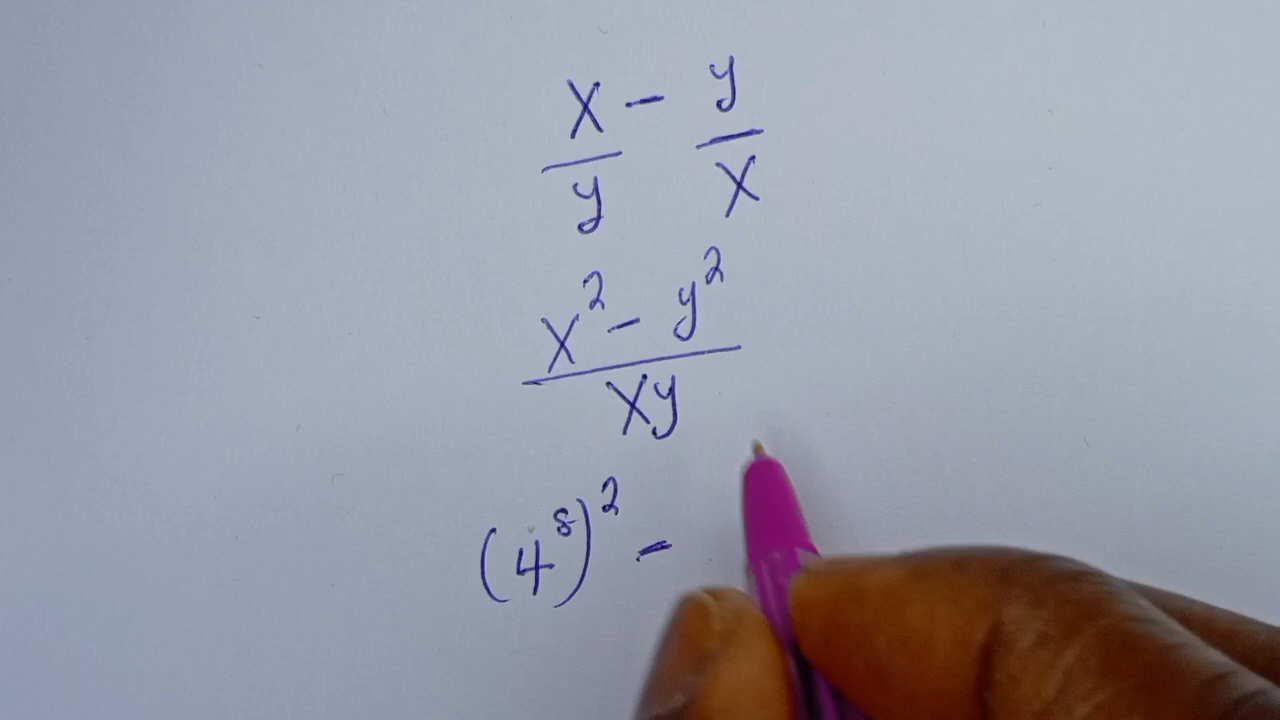 x/y - y/x
x² - y²/xy
(4⁸)² -